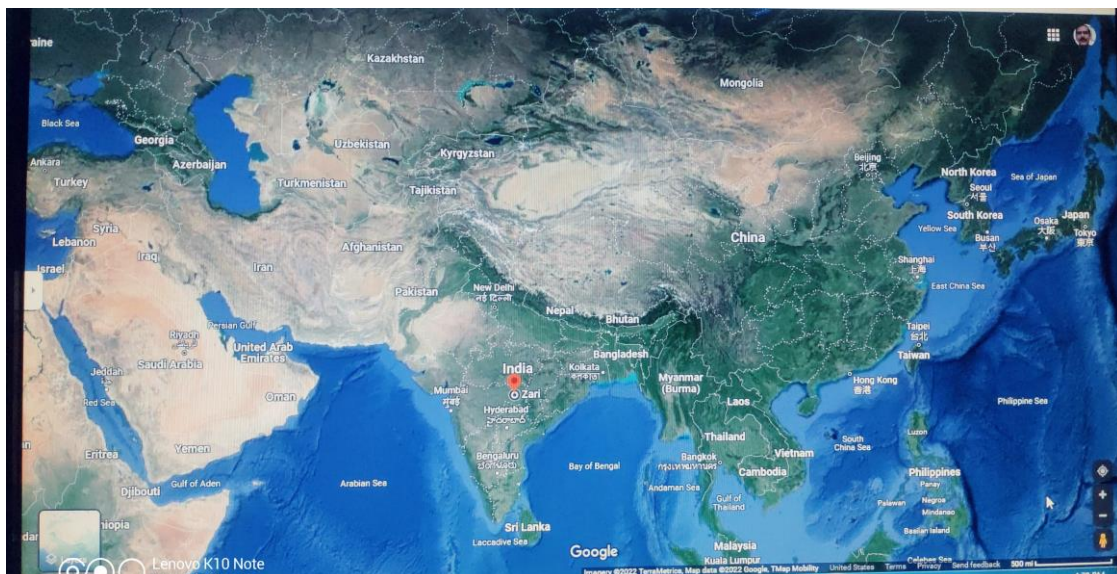 raine
Kazakhstan
Mongolia
Black Sea
Georgia
Uzbekistan
Kyrgyzstan
Beijing
北京
Ankara
Azerbaijan
Turkey
Turkmenistan
Tajikistan
North Korea
Seoul
서울
Sea of Japan
Syria
Lebanon
Iraq
Iran
Afghanistan
China
South Korea
Yellow Sea
Busan
부산
Osaka
大阪
Japan
Tokyo
東京
Israel
Pakistan
New Delhi
नई दिल्ली
Shanghai
上海
East China Sea
Persian Gulf
Nepal
Bhutan
Riyadh
الرياض
United Arab
Emirates
Taipei
台北
Taiwan
Saudi Arabia
Bangladesh
India
Kolkata
Jeddah
Mumbai
मुंबई
Zari
Myanmar
(Burma)
Hong Kong
香港
Red Sea
Oman
Hyderabad
Laos
Philippine Sea
Yemen
Thailand
South
China Sea
Luzon
Eritrea
Bengaluru
Bay of Bengal
Bangkok
Vietnam
Gulf of Aden
Arabian Sea
Cambodia
Philippines
Panay
Djibouti
Andaman Sea
Gulf of
Thailand
Palawan
Negros
Mindanao
hiopia
Sri Lanka
Basilan Island
Laccadive Sea
Google
Malaysia
Kuala Lumpur
Celebes Sea
Lenovo K10 Note
Imagery ©2022 TerraMetrics, Map data ©2022 Google, TMap Mobility United States Terms Privacy Send feedback 500 mi